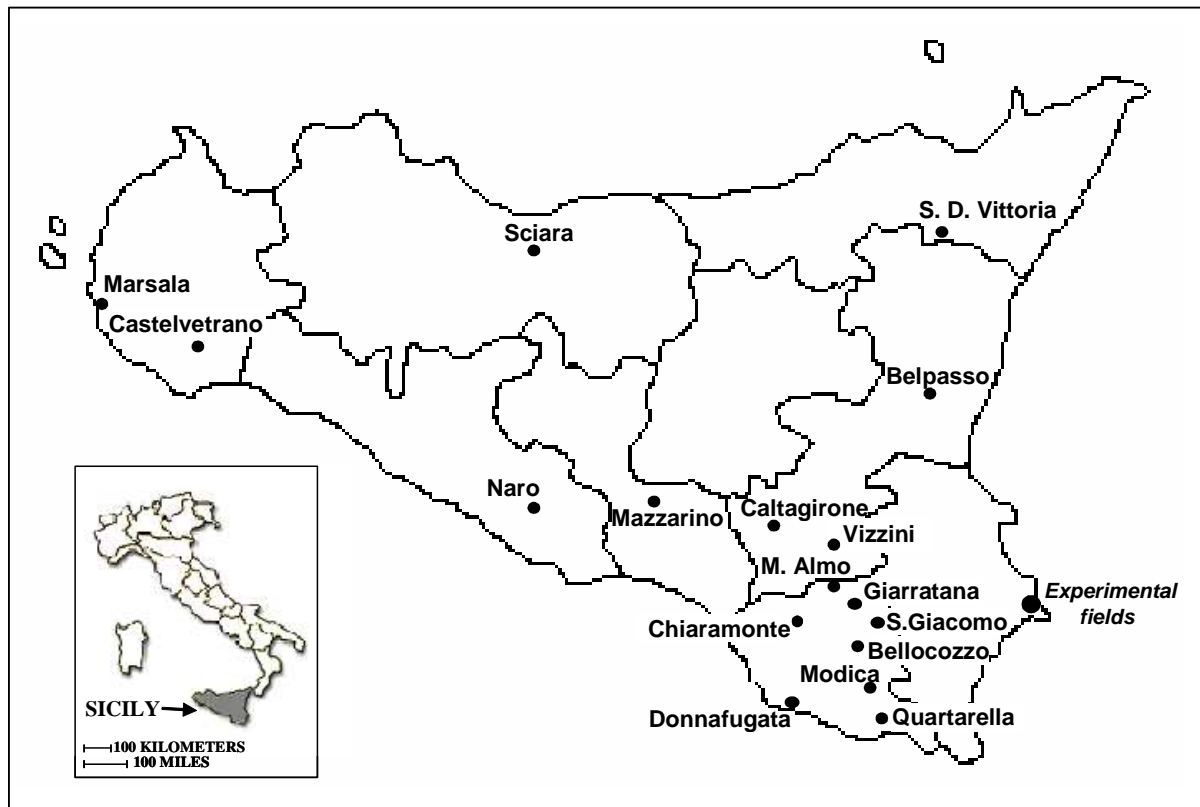 S. D. Vittoria
Sciara
Marsala
Castelvetrano
Belpasso
Naro
Mazzarino
Caltagirone
Vizzini
M. Almo
Giarratana
Experimental
fields
Chiaramonte
S.Giacomo
Bellocozzo
Modica
Donnafugata
Quartarella
SICILY
100 KILOMETERS
100 MILES